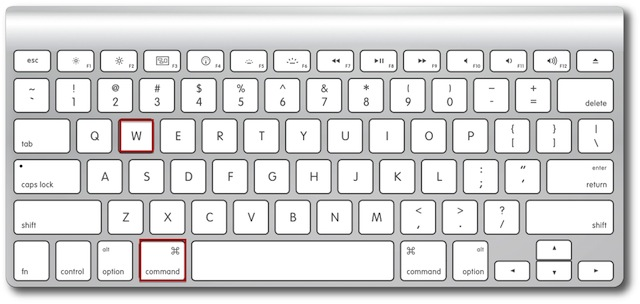 esc F1 F2 F3 F4 F5 F6 F7 F8 F9 F10 F11 F12
~ ! @ # $ % ^ & * ( ) _ +
` 1 2 3 4 5 6 7 8 9 0 - = delete
tab Q W E R T Y U I O P { [ } ] | \
caps lock A S D F G H J K L : ; " ' enter return
shift Z X C V B N M < , > . ? / shift
fn control alt option ⌘ command ⌘ command alt option